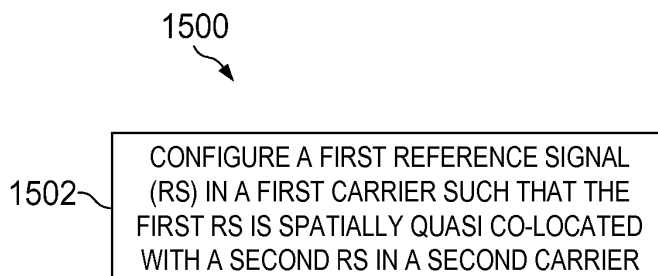 1500
1502
CONFIGURE A FIRST REFERENCE SIGNAL
(RS) IN A FIRST CARRIER SUCH THAT THE
FIRST RS IS SPATIALLY QUASI CO-LOCATED
WITH A SECOND RS IN A SECOND CARRIER